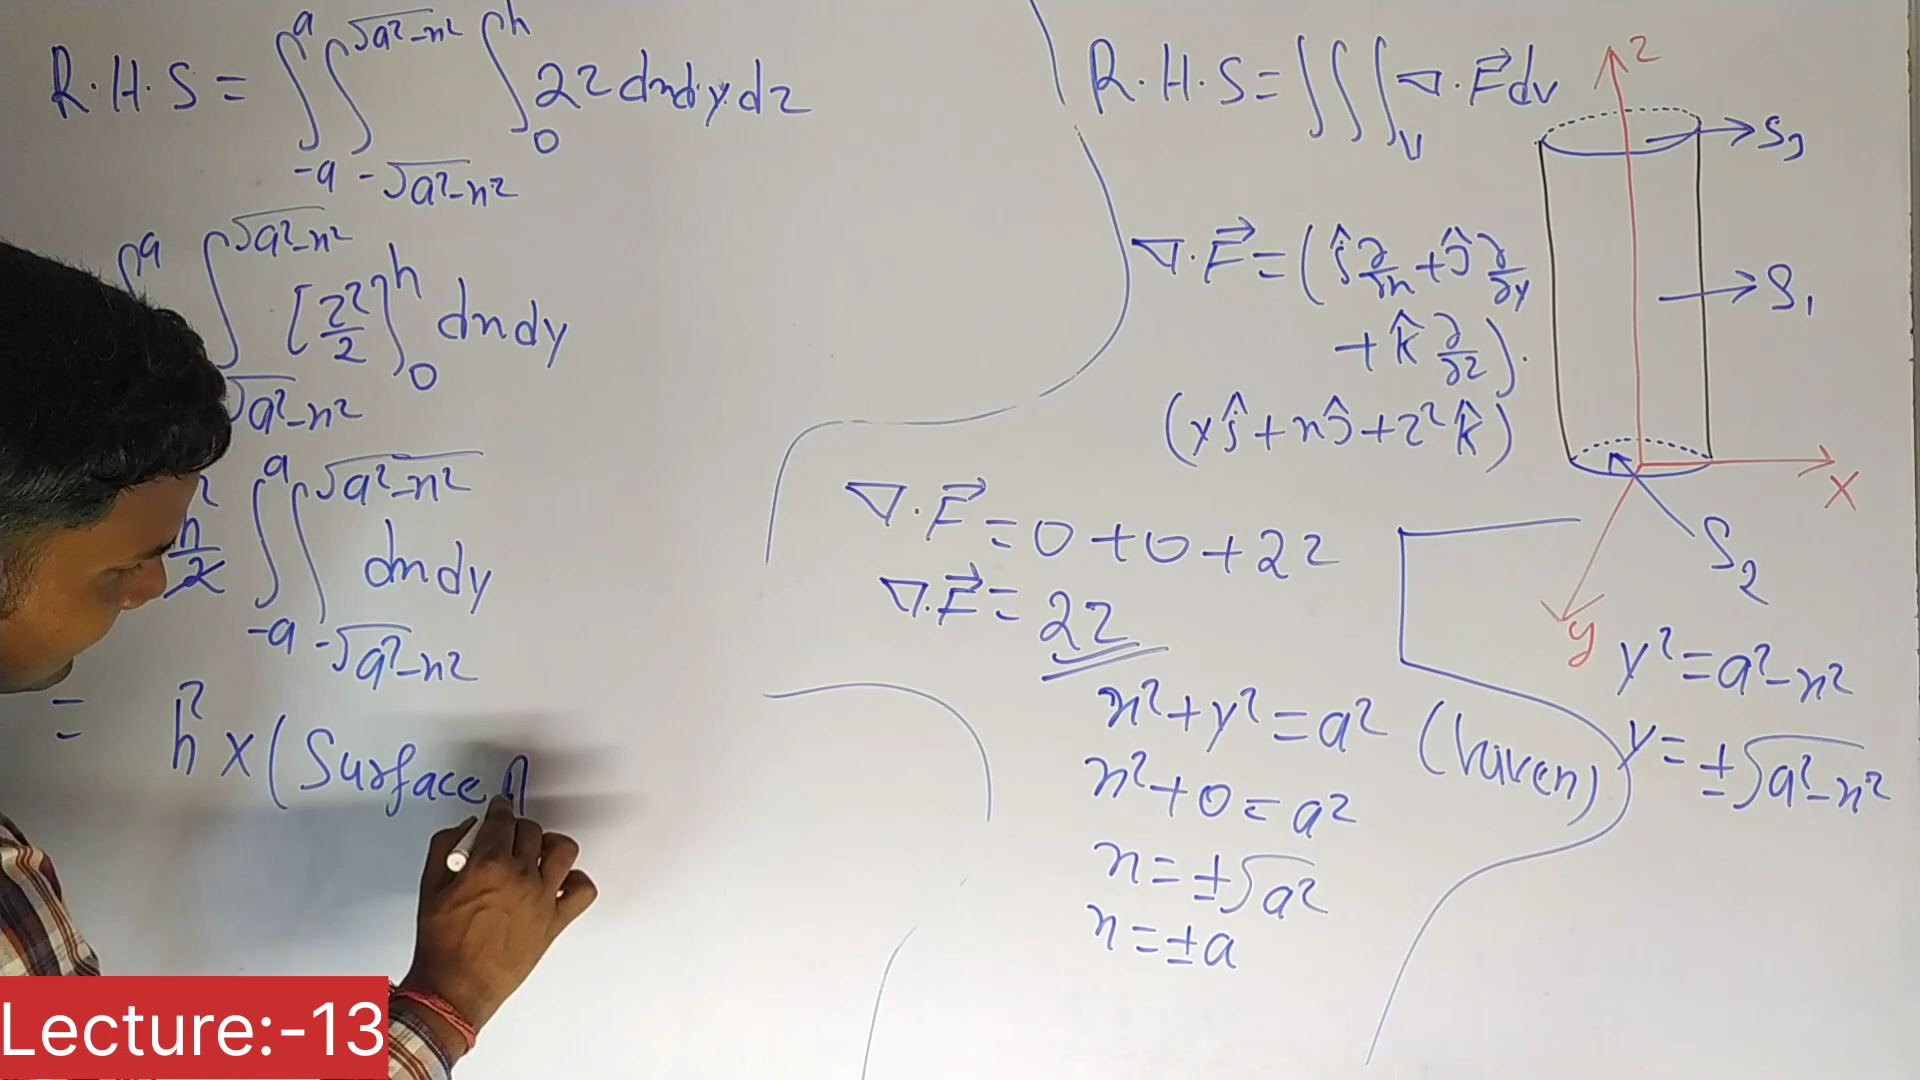 R.H.S = ∫_{-a}^{a} ∫_{-√a²-x²}^{√a²-x²} ∫_{0}^{h} 2z dx dy dz
∫^{a} ∫_{√a²-x²}^{√a²-x²} [z²/2]_{0}^{h} dx dy
h²/2 ∫_{-a}^{a} ∫_{-√a²-x²}^{√a²-x²} dx dy
= h² × (Surface
R.H.S = ∫∫∫_V ∇·F⃗ dv
∇·F⃗ = (î ∂/∂x + ĵ ∂/∂y
+ k̂ ∂/∂z)·
(yî + xĵ + z²k̂)
∇·F⃗ = 0 + 0 + 2z
∇·F⃗ = 2z
x² + y² = a² (Given)
x² + 0 = a²
x = ±√a²
x = ±a
z
S₃
S₁
x
S₂
y
y² = a² - x²
y = ±√a²-x²
Lecture:-13